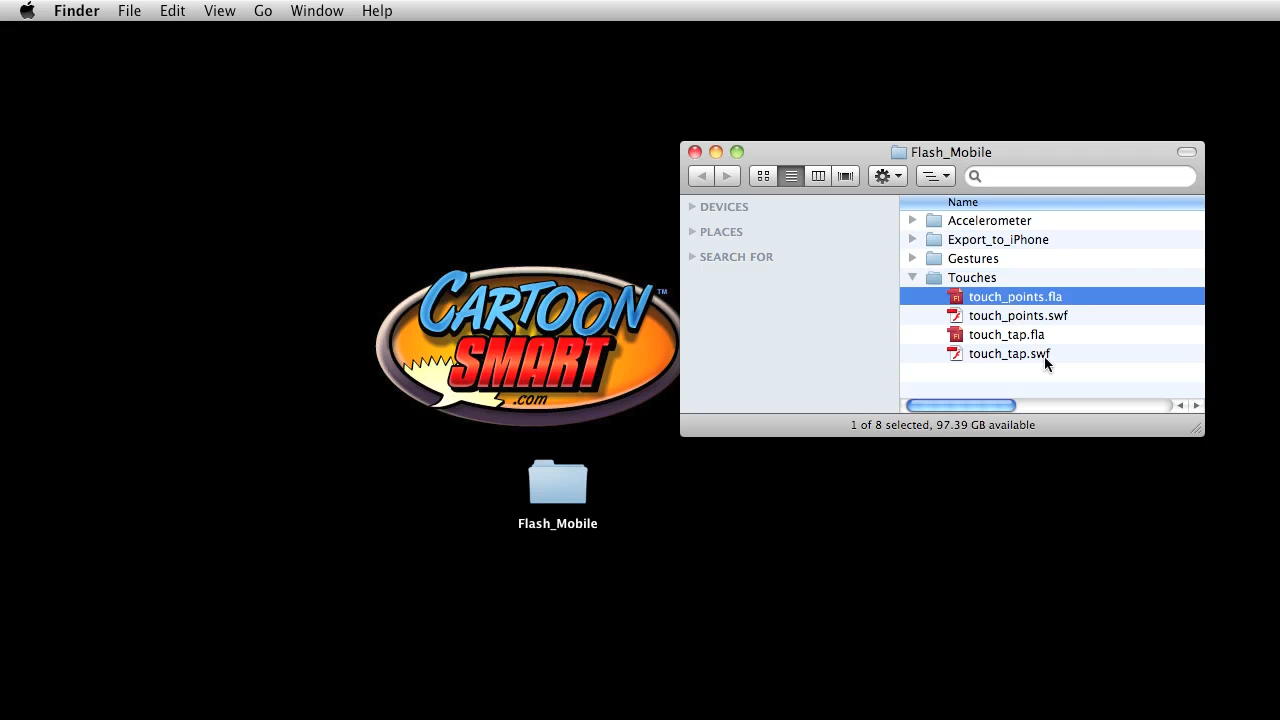 Finder File Edit View Go Window Help
Flash_Mobile
DEVICES
PLACES
SEARCH FOR
Name
Accelerometer
Export_to_iPhone
Gestures
Touches
touch_points.fla
touch_points.swf
touch_tap.fla
touch_tap.swf
1 of 8 selected, 97.39 GB available
CARTOON TM
SMART
.com
Flash_Mobile